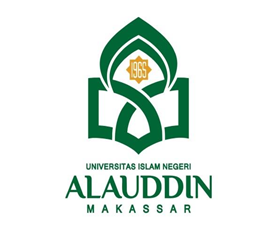 1965
UNIVERSITAS ISLAM NEGERI
ALAUDDIN
MAKASSAR